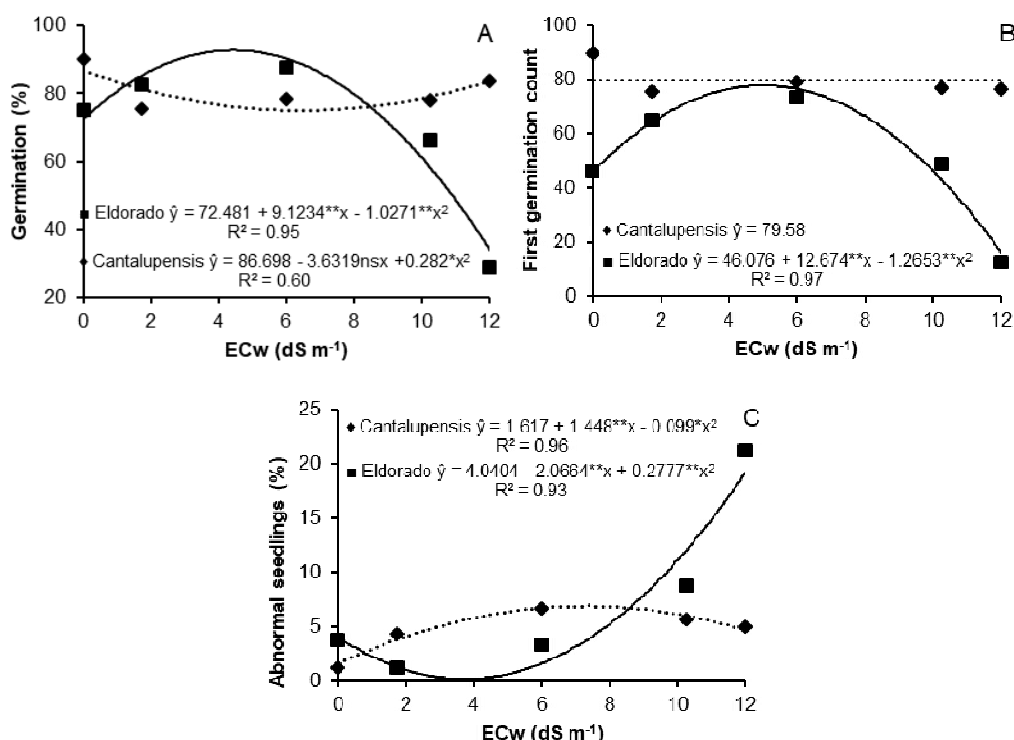 A
100
80
60
40
20
Germination (%)
Eldorado ŷ = 72.481 + 9.1234**x - 1.0271**x²
R² = 0.95
Cantalupensis ŷ = 86.698 - 3.6319nsx +0.282*x²
R² = 0.60
0 2 4 6 8 10 12
ECw (dS m⁻¹)
B
100
80
60
40
20
0
First germination count
Cantalupensis ŷ = 79.58
Eldorado ŷ = 46.076 + 12.674**x - 1.2653**x²
R² = 0.97
0 2 4 6 8 10 12
ECw (dS m⁻¹)
C
25
20
15
10
5
0
Abnormal seedlings (%)
Cantalupensis ŷ = 1.617 + 1.448**x - 0.099*x²
R² = 0.96
Eldorado ŷ = 4.0404 - 2.0664**x + 0.2777**x²
R² = 0.93
0 2 4 6 8 10 12
ECw (dS m⁻¹)